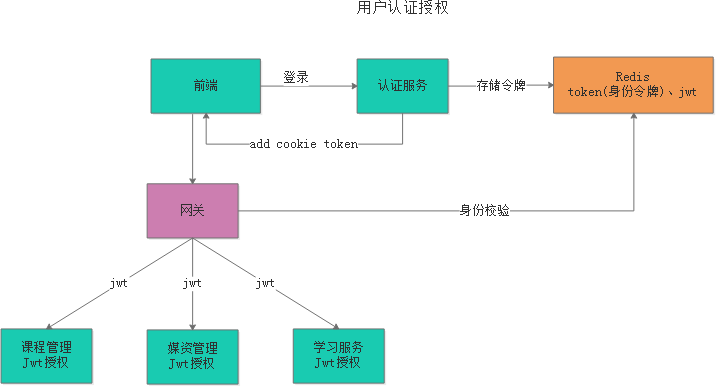 用户认证授权
前端
登录
认证服务
存储令牌
Redis
token(身份令牌)、jwt
add cookie token
网关
身份校验
jwt
jwt
jwt
课程管理
Jwt授权
媒资管理
Jwt授权
学习服务
Jwt授权